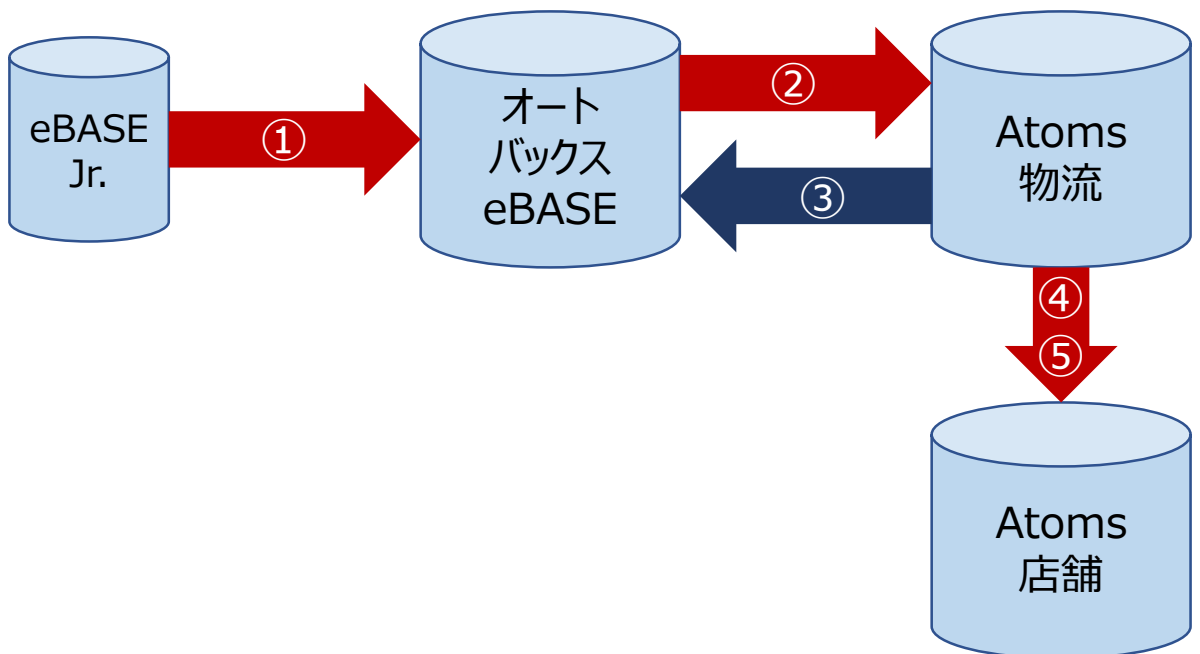 eBASE
Jr.
①
オート
バックス
eBASE
②
③
Atoms
物流
④
⑤
Atoms
店舗